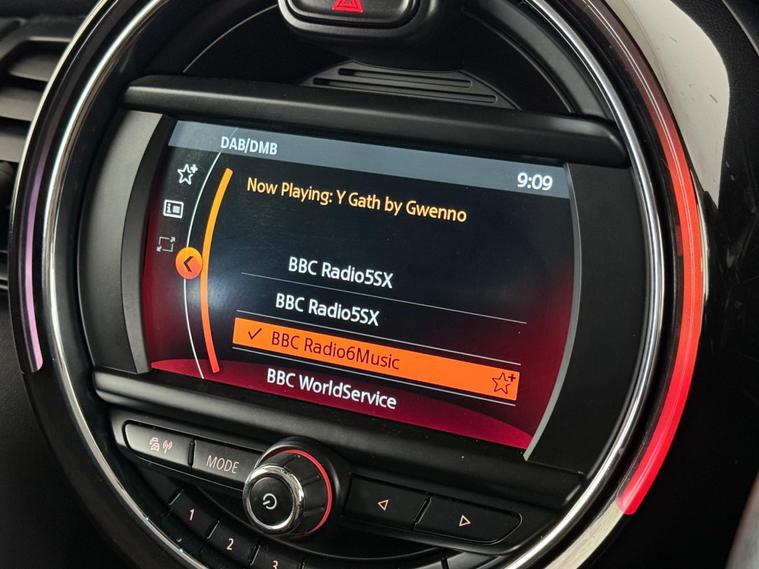 DAB/DMB
9:09
Now Playing: Y Gath by Gwenno
BBC Radio5SX
BBC Radio5SX
BBC Radio6Music
BBC WorldService
MODE
1
2
3